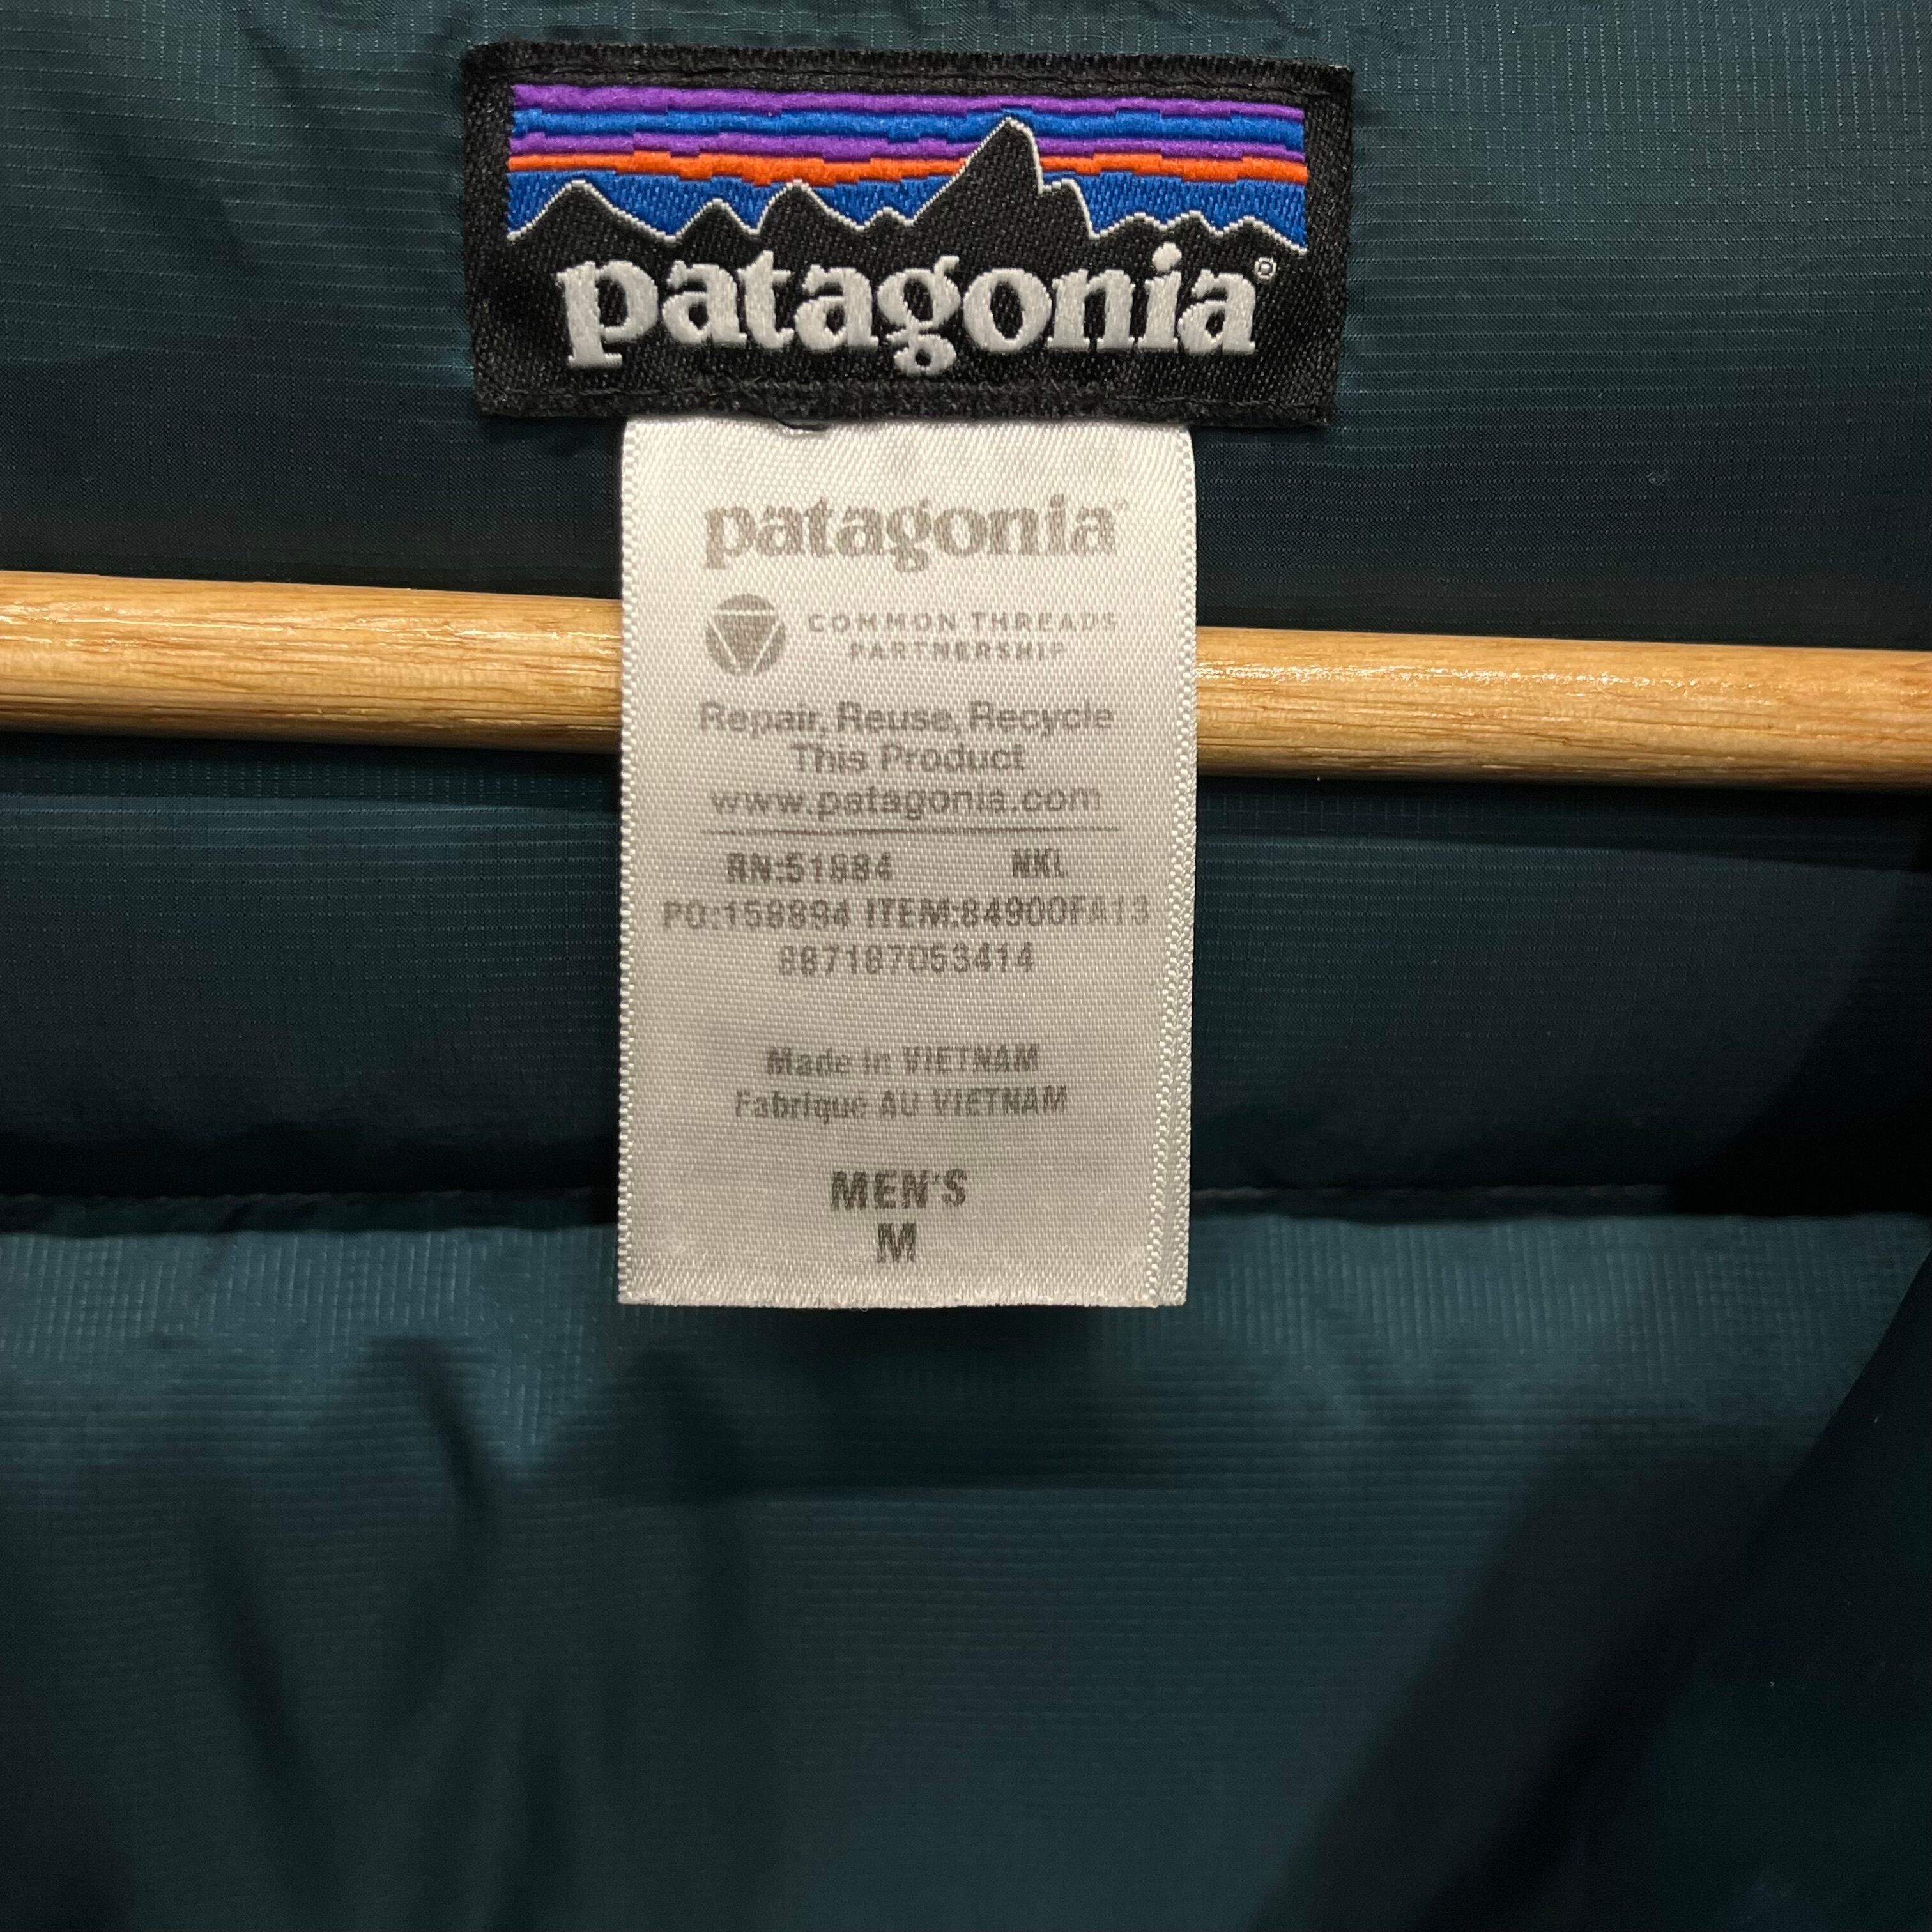 patagonia®
patagonia®
COMMON THREADS
PARTNERSHIP
Repair, Reuse, Recycle
This Product
www.patagonia.com
RN:51884 NKL
PO:158894 ITEM:84900FA13
887187053414
Made in VIETNAM
Fabriqué AU VIETNAM
MEN'S
M